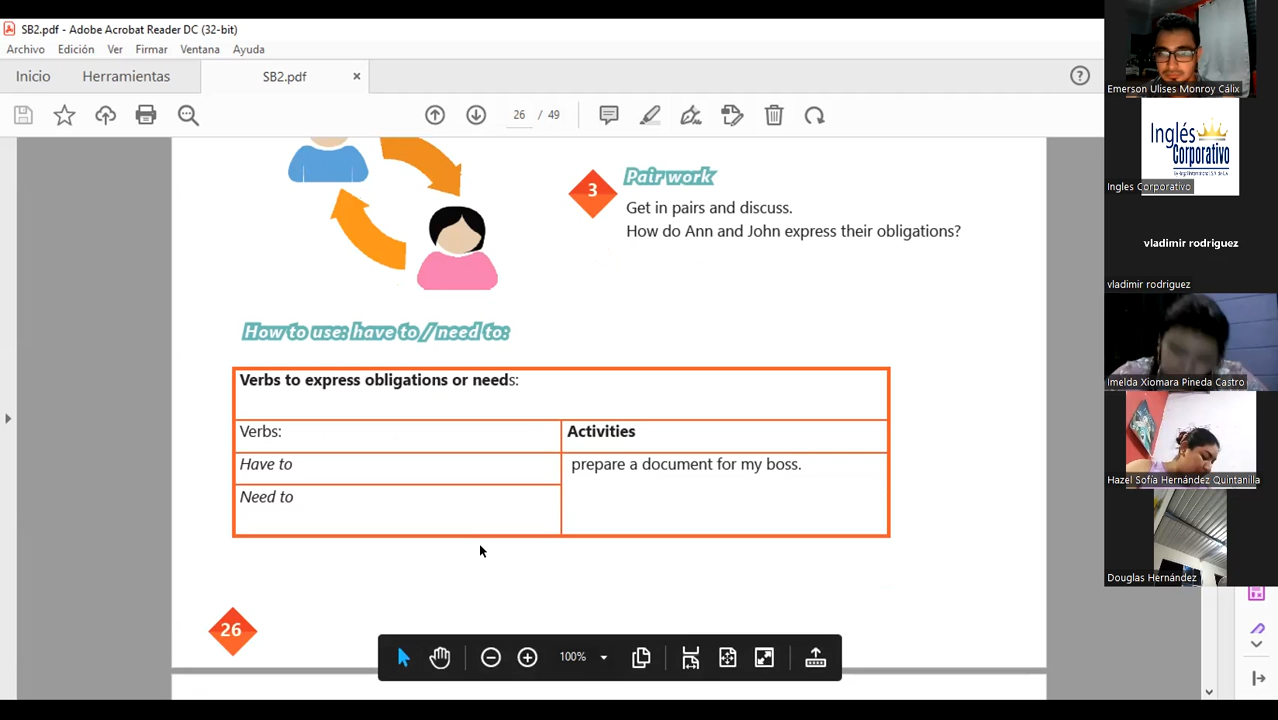 SB2.pdf - Adobe Acrobat Reader DC (32-bit)
Archivo Edición Ver Firmar Ventana Ayuda
Inicio Herramientas SB2.pdf ×
26 / 49
3
Pair work
Get in pairs and discuss.
How do Ann and John express their obligations?
How to use: have to / need to:
Verbs to express obligations or needs:
Verbs: Activities
Have to prepare a document for my boss.
Need to
26
100%
Emerson Ulises Monroy Cálix
Inglés
Corporativo
Ingles Corporativo
vladimir rodriguez
vladimir rodriguez
Imelda Xiomara Pineda Castro
Hazel Sofía Hernández Quintanilla
Douglas Hernández